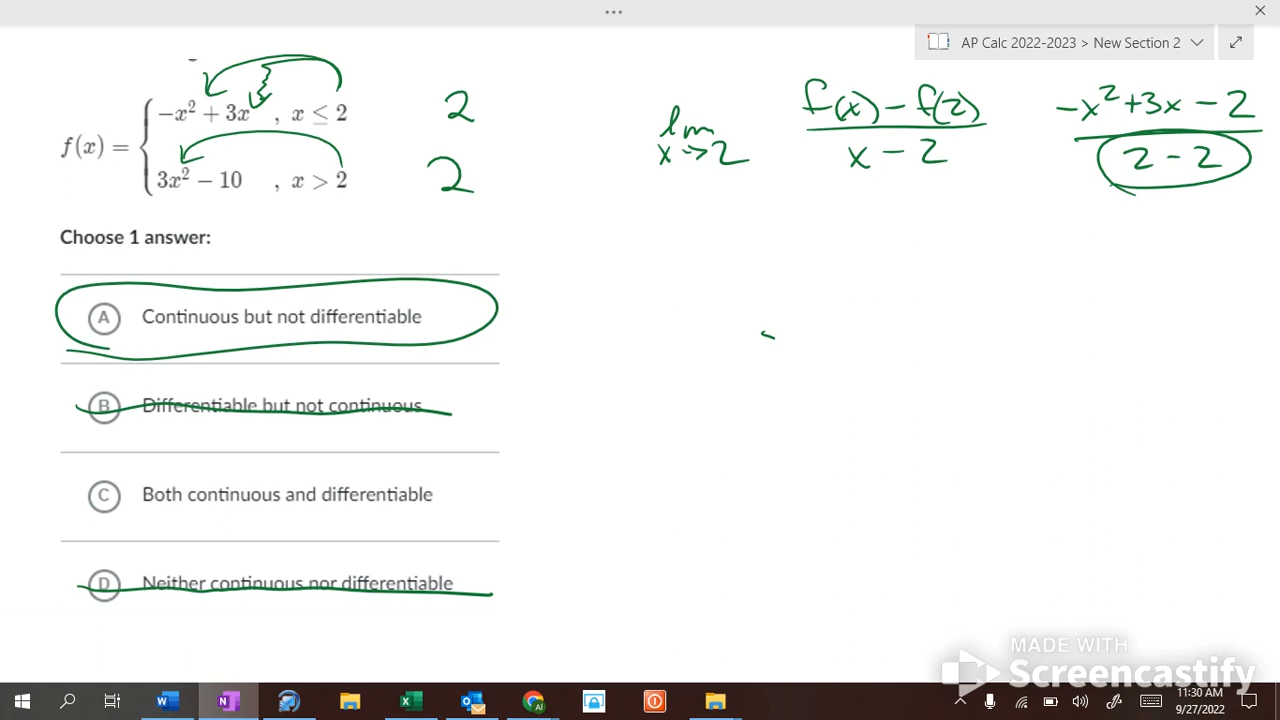 ...
AP Calc 2022-2023 > New Section 2
f(x) = { −x² + 3x , x ≤ 2
3x² − 10 , x > 2
2
2
lim x→2 f(x) − f(2) / x − 2
−x² + 3x − 2 / 2 − 2
Choose 1 answer:
A Continuous but not differentiable
B Differentiable but not continuous
C Both continuous and differentiable
D Neither continuous nor differentiable
MADE WITH
Screencastify
11:30 AM
9/27/2022